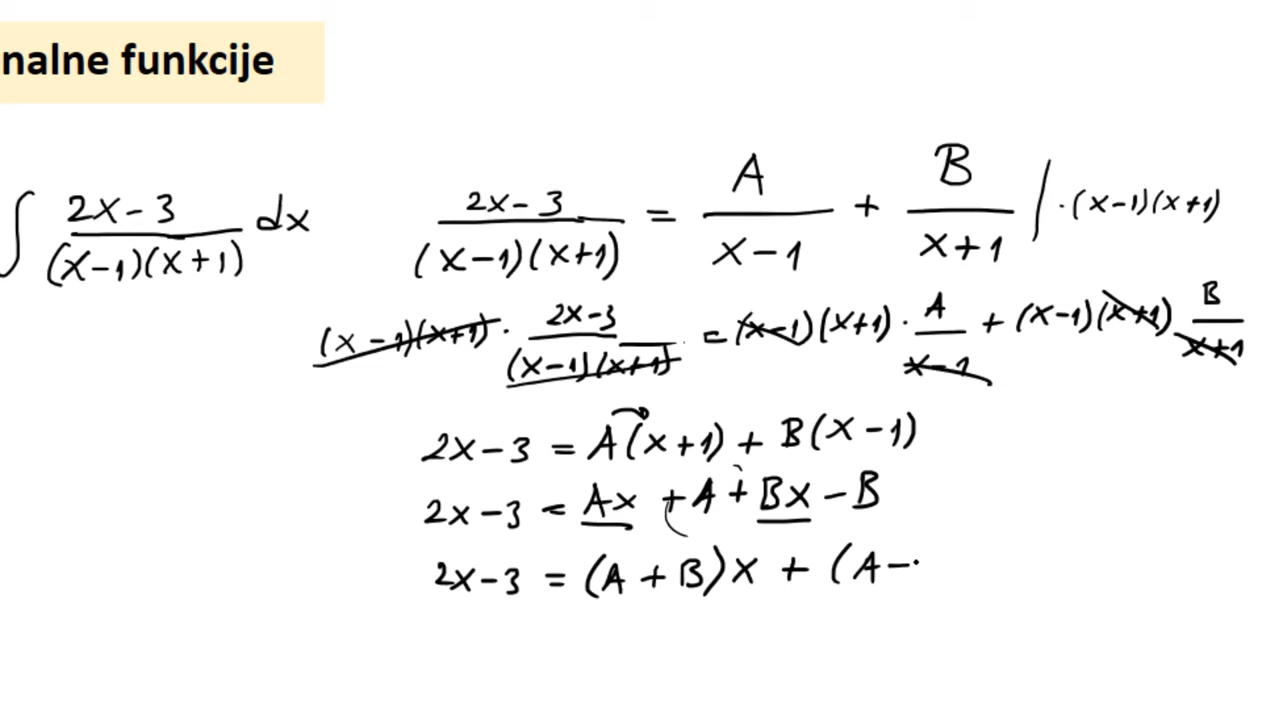 nalne funkcije
∫ 2x-3/(x-1)(x+1) dx 2x-3/(x-1)(x+1) = A/x-1 + B/x+1 / ·(x-1)(x+1)
(x-1)(x+1) · 2x-3/(x-1)(x+1) = (x-1)(x+1) · A/x-1 + (x-1)(x+1) B/x+1
2x-3 = A(x+1) + B(x-1)
2x-3 = Ax + A + Bx - B
2x-3 = (A + B)x + (A -